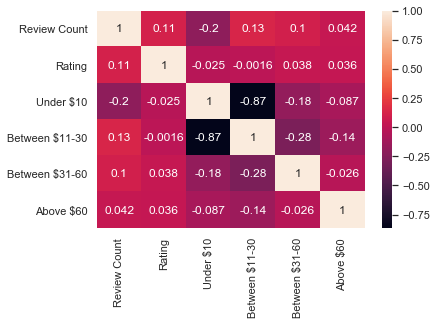 Review Count 1 0.11 -0.2 0.13 0.1 0.042
Rating 0.11 1 -0.025 -0.0016 0.038 0.036
Under $10 -0.2 -0.025 1 -0.87 -0.18 -0.087
Between $11-30 0.13 -0.0016 -0.87 1 -0.28 -0.14
Between $31-60 0.1 0.038 -0.18 -0.28 1 -0.026
Above $60 0.042 0.036 -0.087 -0.14 -0.026 1
Review Count
Rating
Under $10
Between $11-30
Between $31-60
Above $60
1.00
0.75
0.50
0.25
0.00
−0.25
−0.50
−0.75